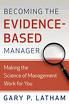 BECOMING THE
EVIDENCE-
BASED
MANAGER
Making the
Science of Management
Work for You
GARY P. LATHAM